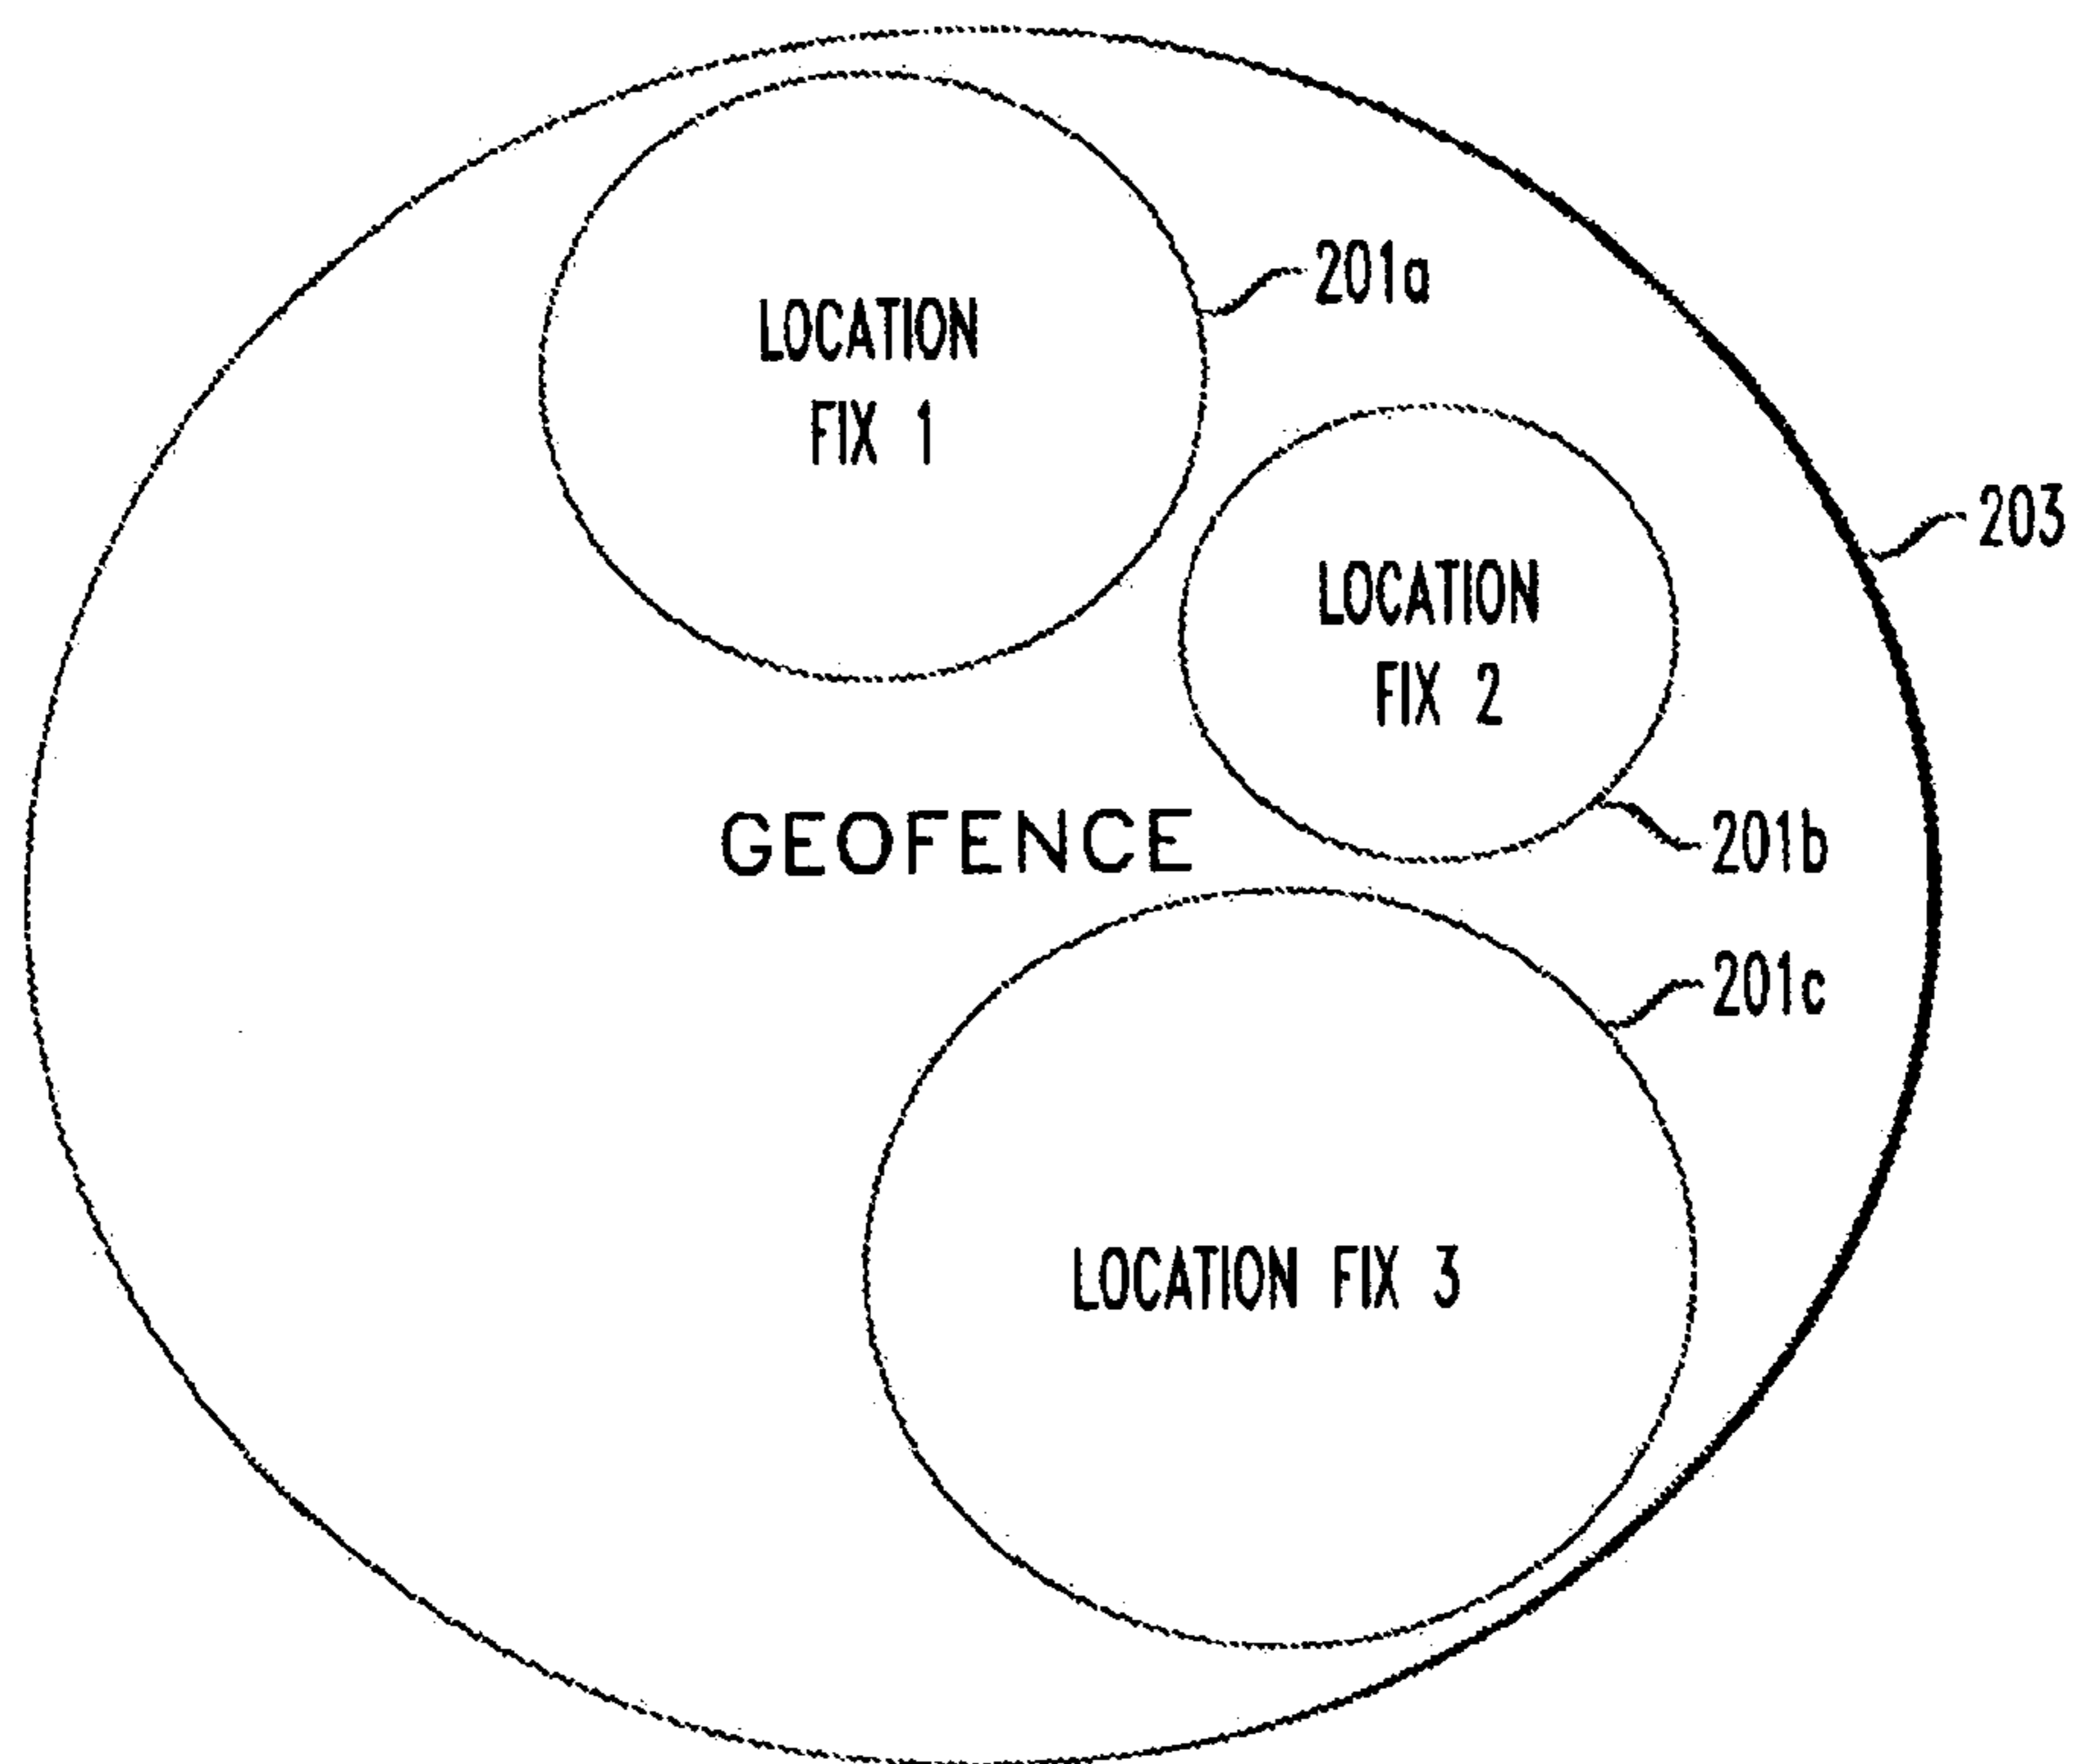 201a
LOCATION
FIX 1
203
LOCATION
FIX 2
GEOFENCE
201b
201c
LOCATION FIX 3